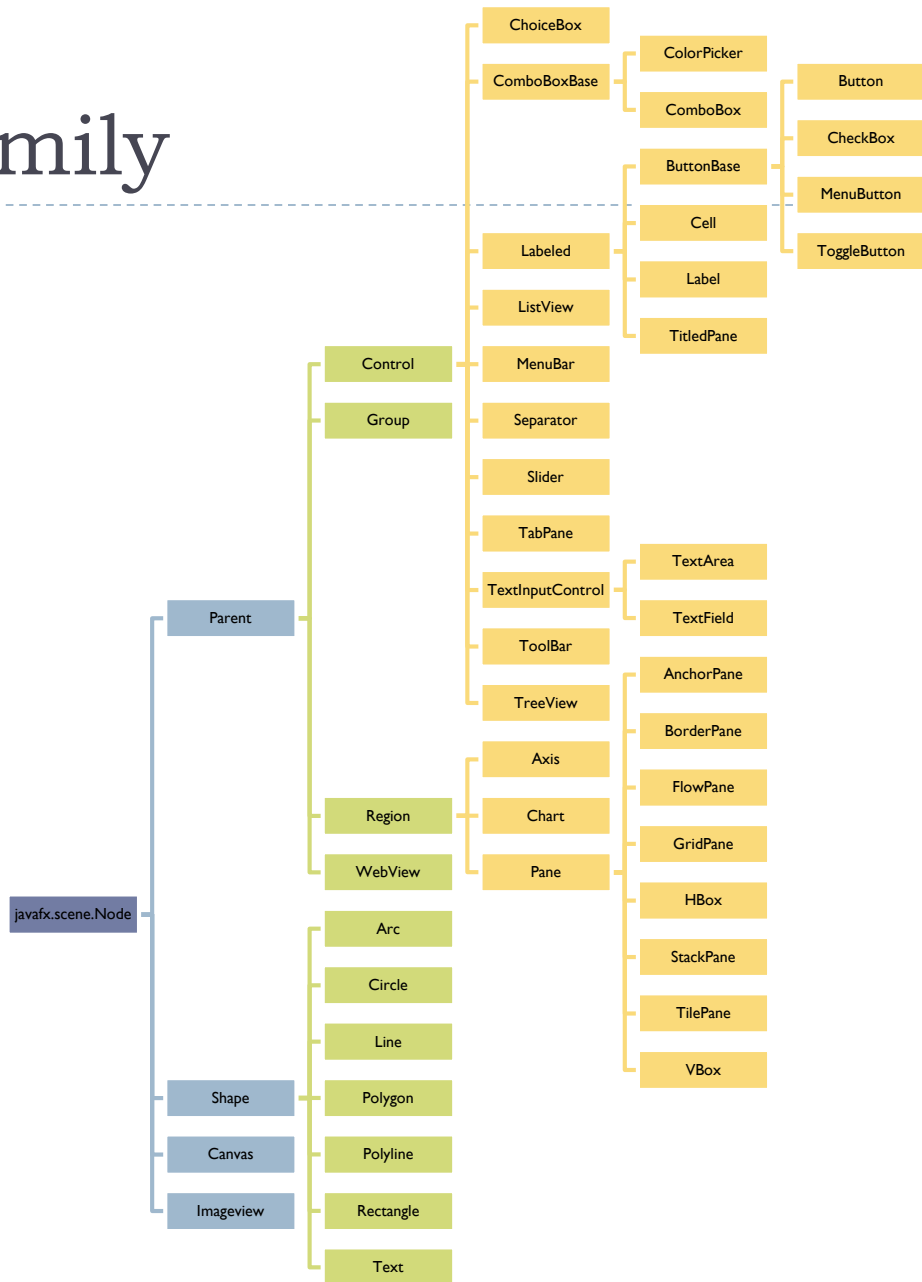 mily
javafx.scene.Node
Parent
Control
ChoiceBox
ComboBoxBase
ColorPicker
ComboBox
Labeled
ButtonBase
Button
CheckBox
MenuButton
ToggleButton
Cell
Label
TitledPane
ListView
MenuBar
Separator
Slider
TabPane
TextInputControl
TextArea
TextField
ToolBar
TreeView
Group
Region
Axis
Chart
Pane
AnchorPane
BorderPane
FlowPane
GridPane
HBox
StackPane
TilePane
VBox
WebView
Shape
Arc
Circle
Line
Polygon
Polyline
Rectangle
Text
Canvas
Imageview